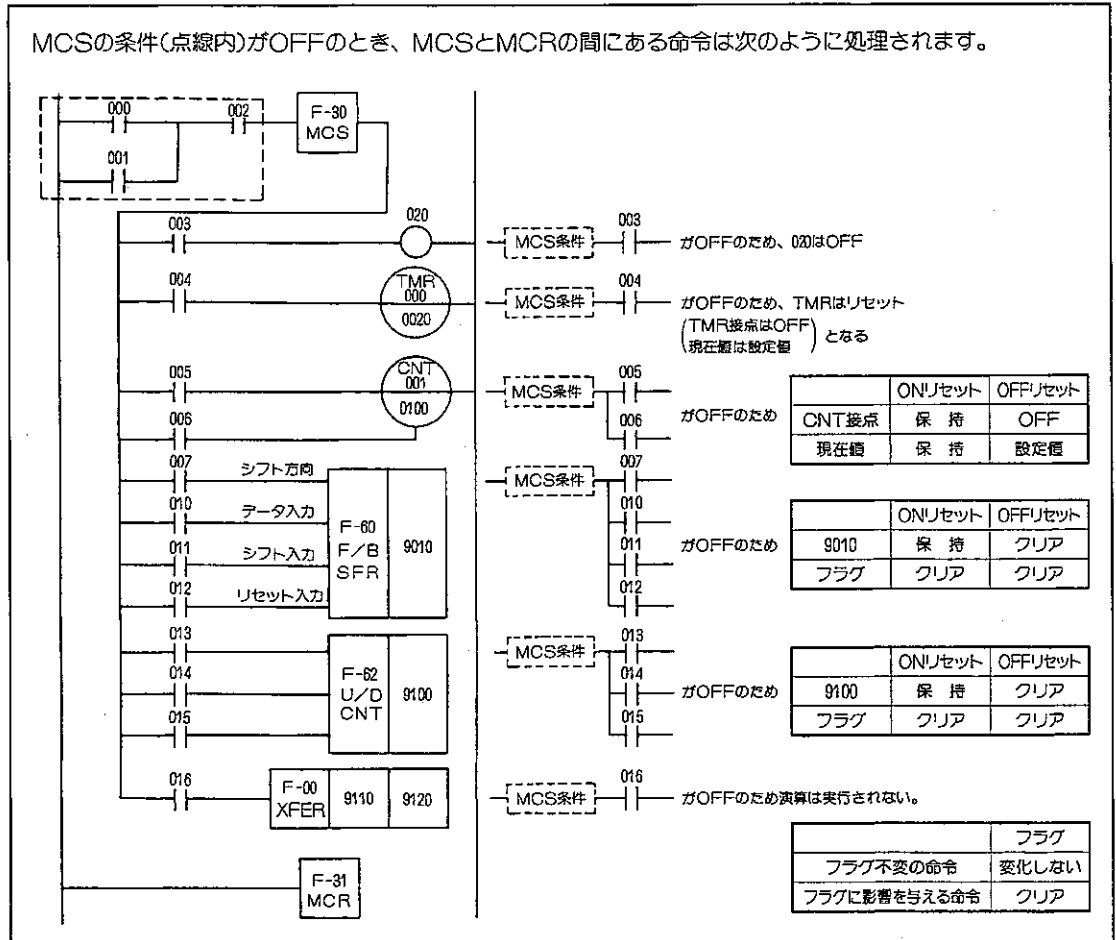 MCSの条件(点線内)がOFFのとき、MCSとMCRの間にある命令は次のように処理されます。
000 002 F-30
MCS
001
003 020 MCS条件 003 がOFFのため、020はOFF
004 TMR 000 0020 MCS条件 004 がOFFのため、TMRはリセット
(TMR接点はOFF 現在値は設定値) となる
005 CNT 001 0100 MCS条件 005
006 006 がOFFのため
ONリセット OFFリセット
CNT接点 保 持 OFF
現在値 保 持 設定値
007 シフト方向 MCS条件 007
010 データ入力 010
011 シフト入力 011 がOFFのため
012 リセット入力 012
F-60
F/B
SFR
9010
ONリセット OFFリセット
9010 保 持 クリア
フラグ クリア クリア
013 MCS条件 013
014 014 がOFFのため
015 015
F-62
U/D
CNT
9100
ONリセット OFFリセット
9100 保 持 クリア
フラグ クリア クリア
016 F-00
XFER 9110 9120 MCS条件 016 がOFFのため演算は実行されない。
フラグ
フラグ不変の命令 変化しない
フラグに影響を与える命令 クリア
F-31
MCR